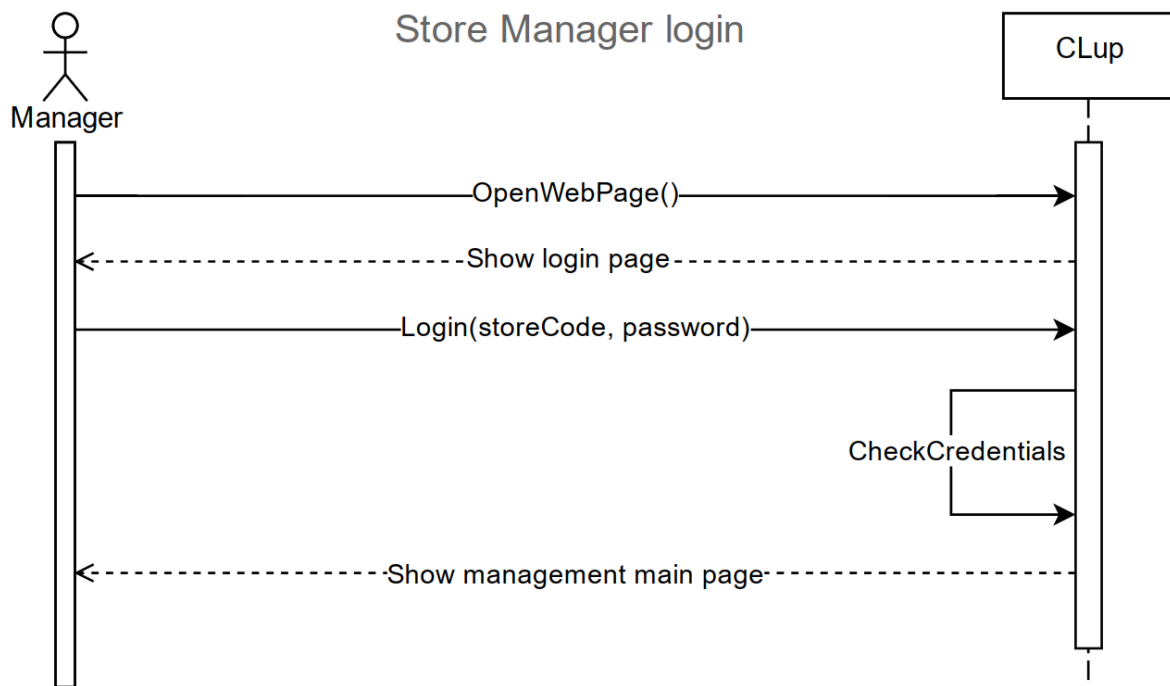 Store Manager login
CLup
Manager
OpenWebPage()
Show login page
Login(storeCode, password)
CheckCredentials
Show management main page